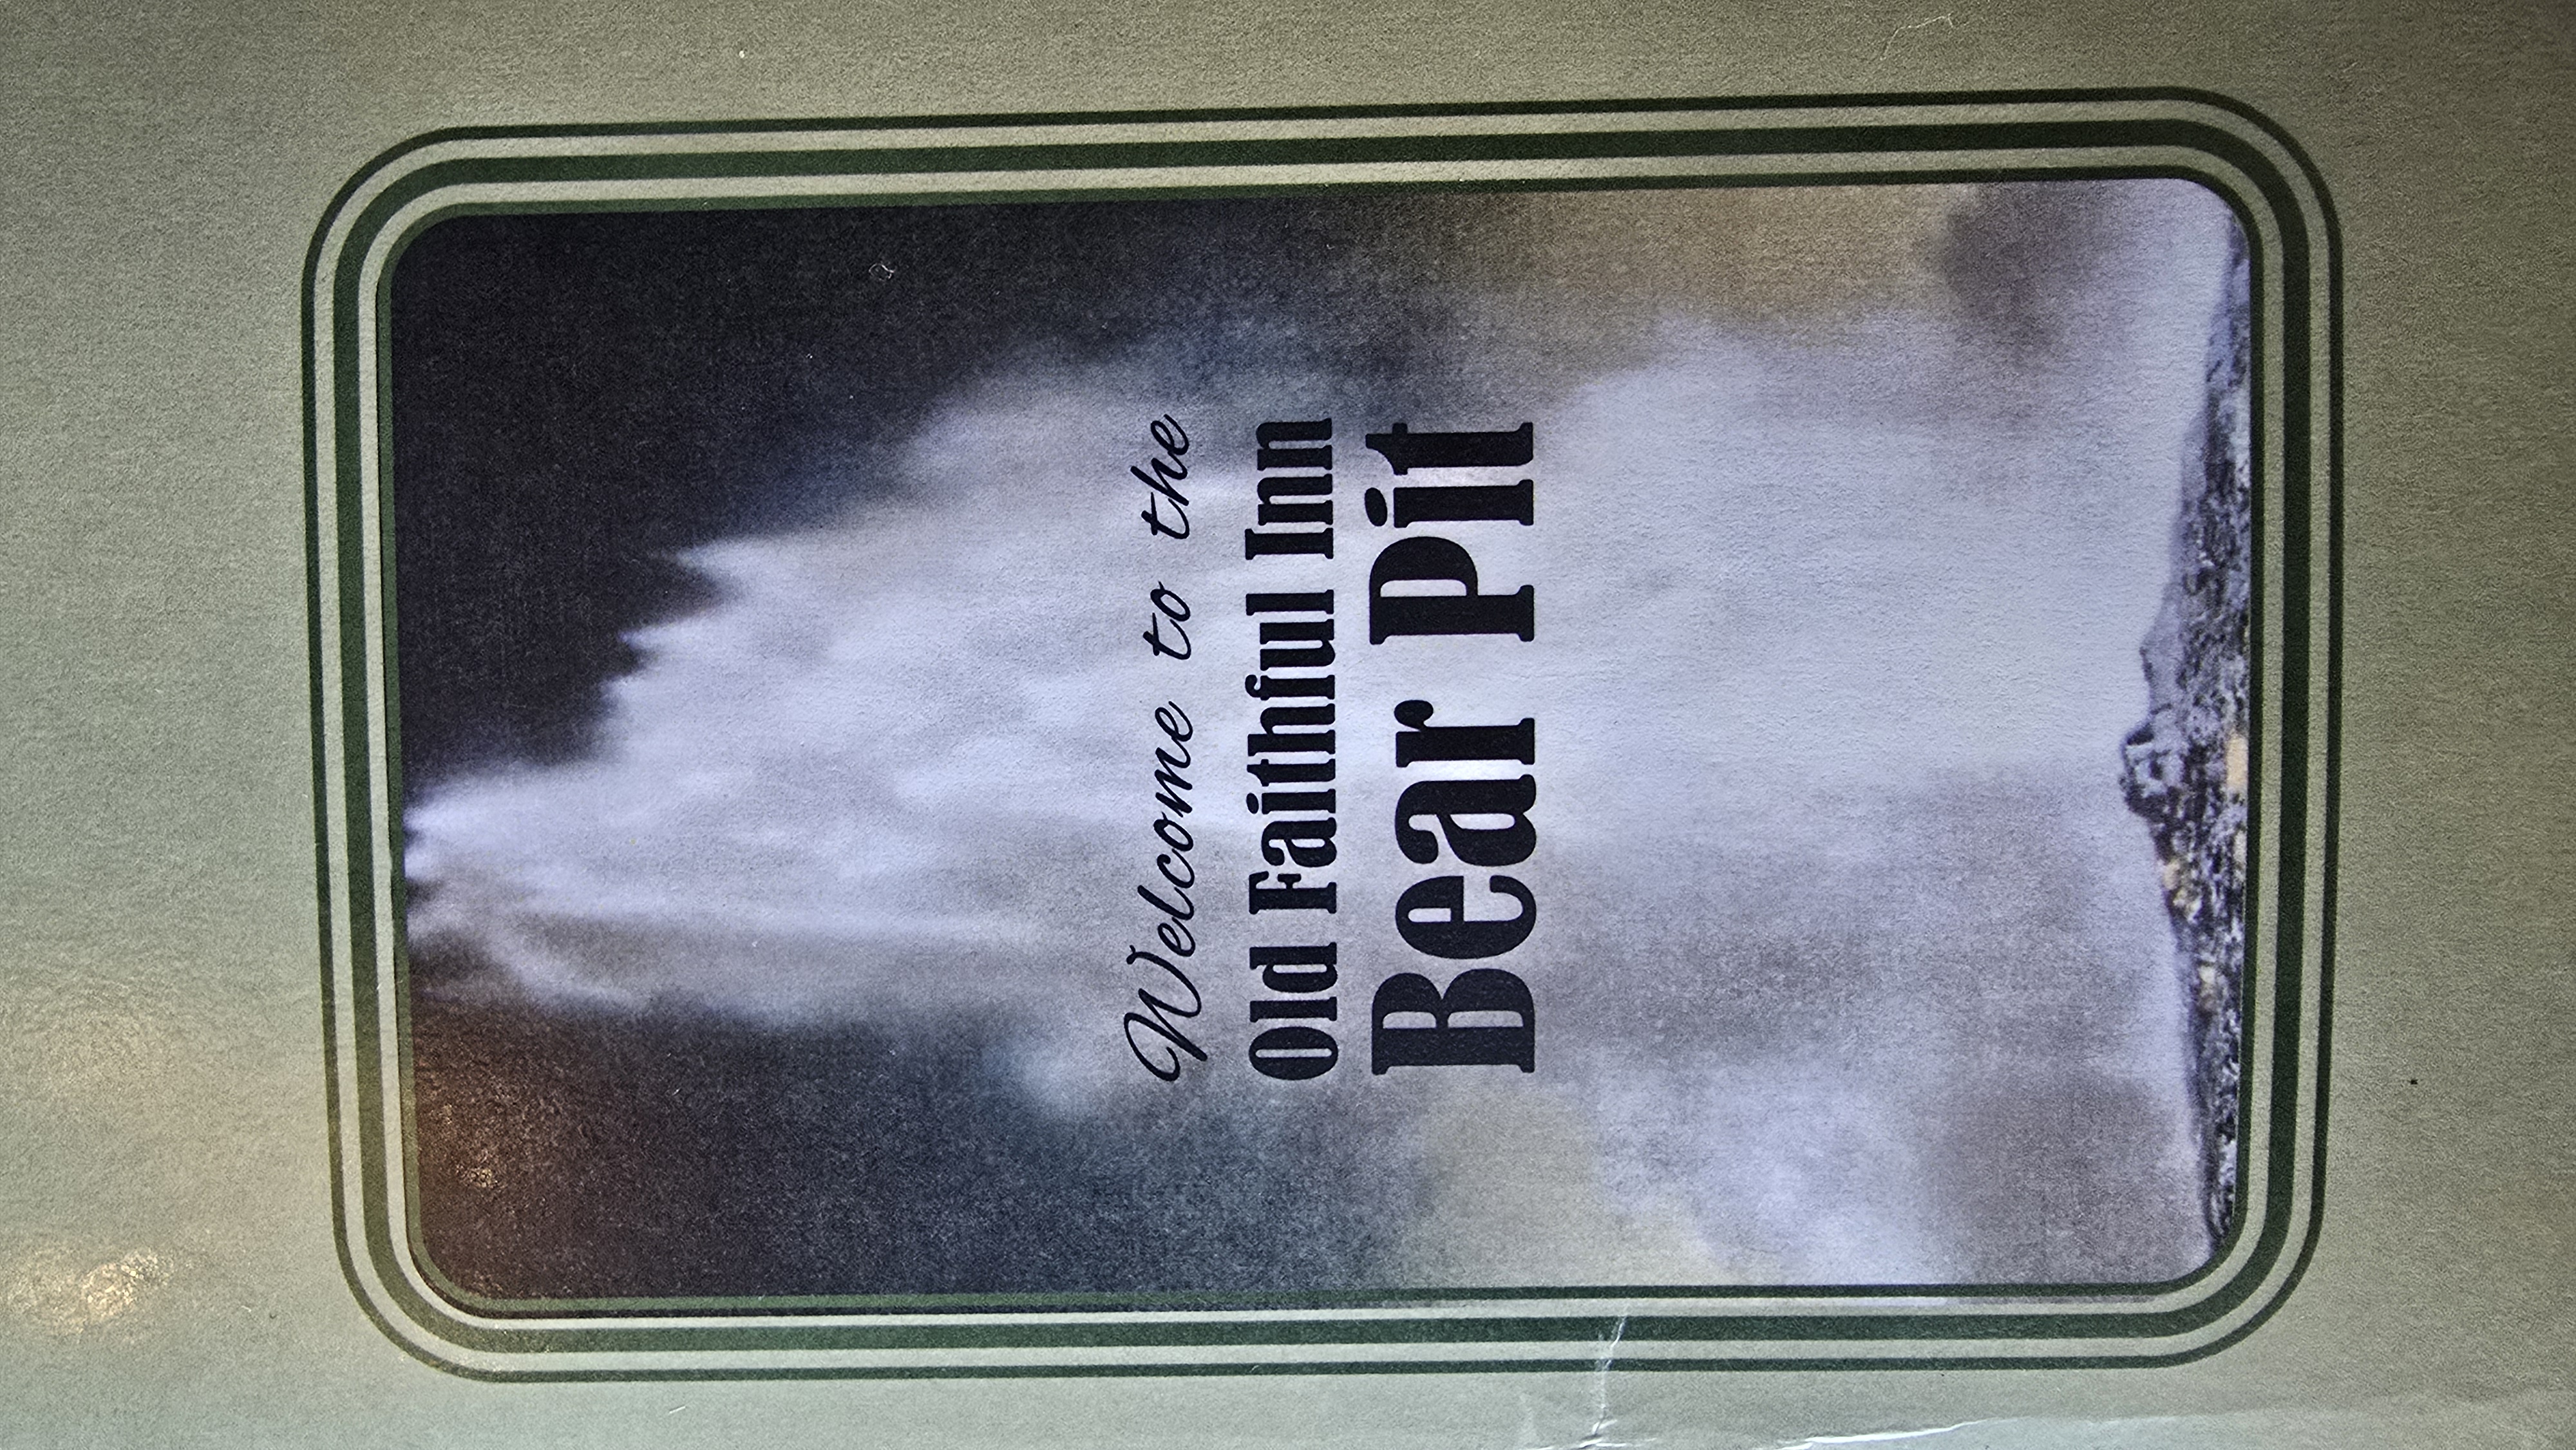 Welcome to the
Old Faithful Inn
Bear Pit